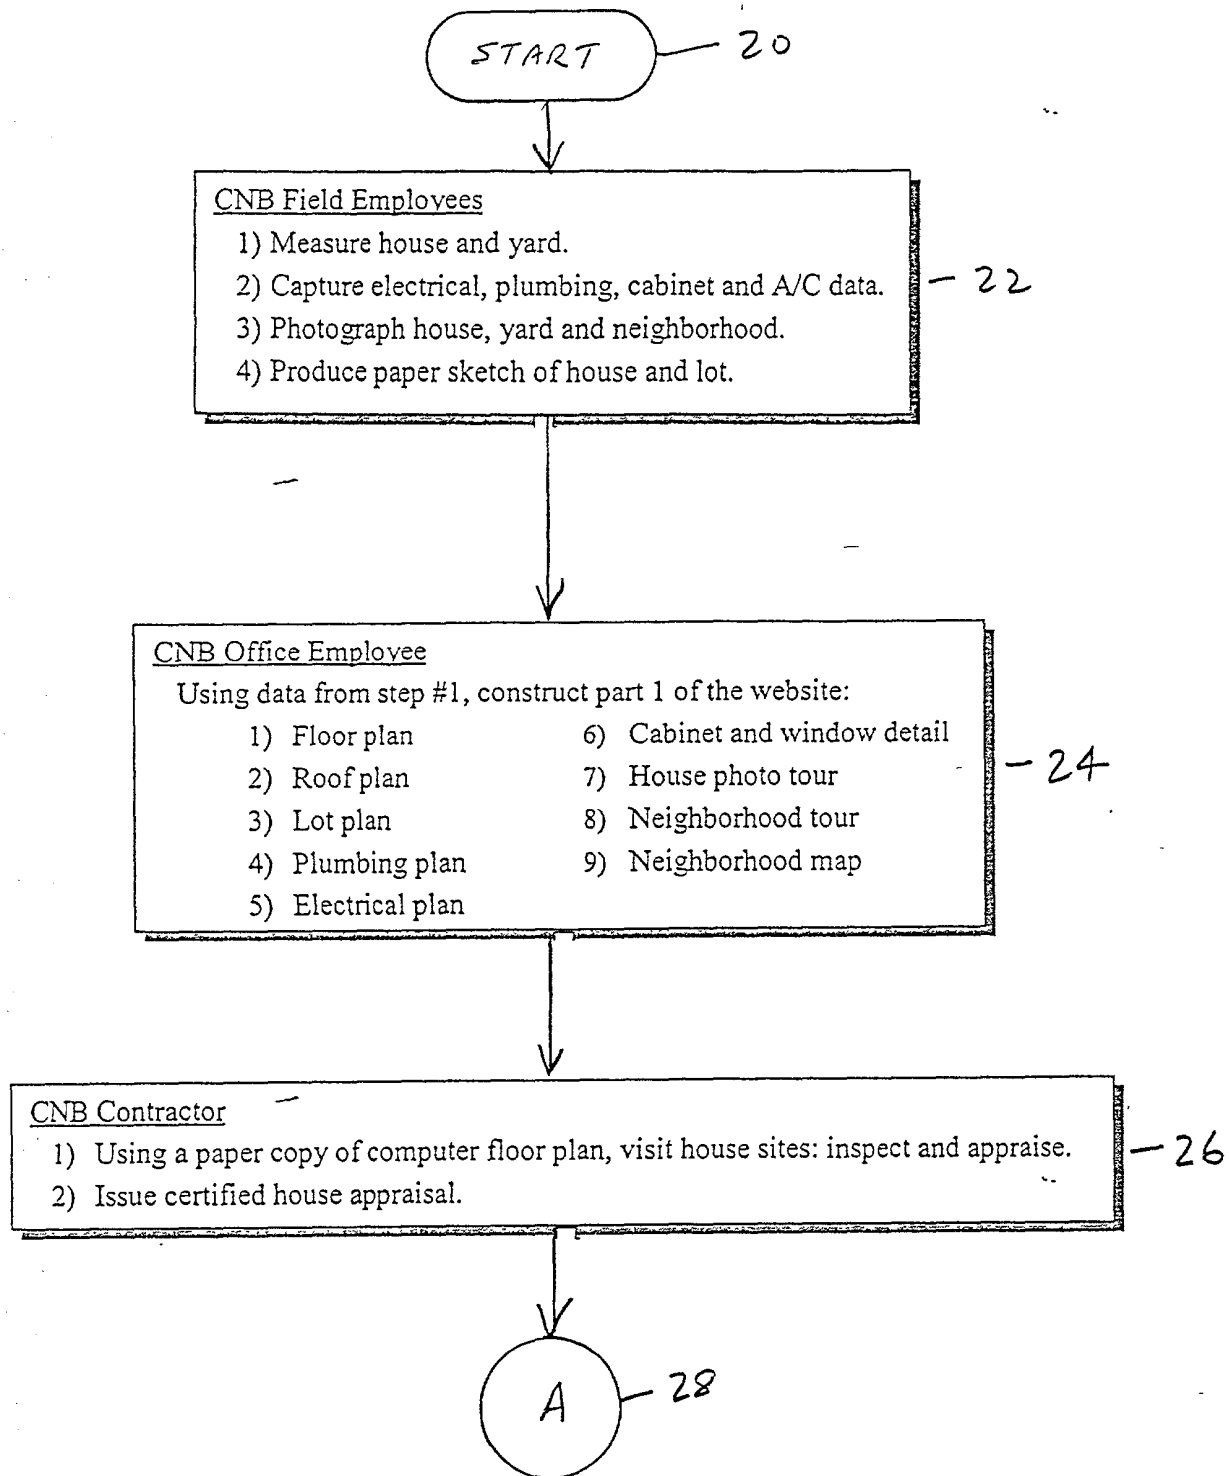 START
20
CNB Field Employees
1) Measure house and yard.
2) Capture electrical, plumbing, cabinet and A/C data.
3) Photograph house, yard and neighborhood.
4) Produce paper sketch of house and lot.
22
CNB Office Employee
Using data from step #1, construct part 1 of the website:
1) Floor plan
2) Roof plan
3) Lot plan
4) Plumbing plan
5) Electrical plan
6) Cabinet and window detail
7) House photo tour
8) Neighborhood tour
9) Neighborhood map
24
CNB Contractor
1) Using a paper copy of computer floor plan, visit house sites: inspect and appraise.
2) Issue certified house appraisal.
26
A
28